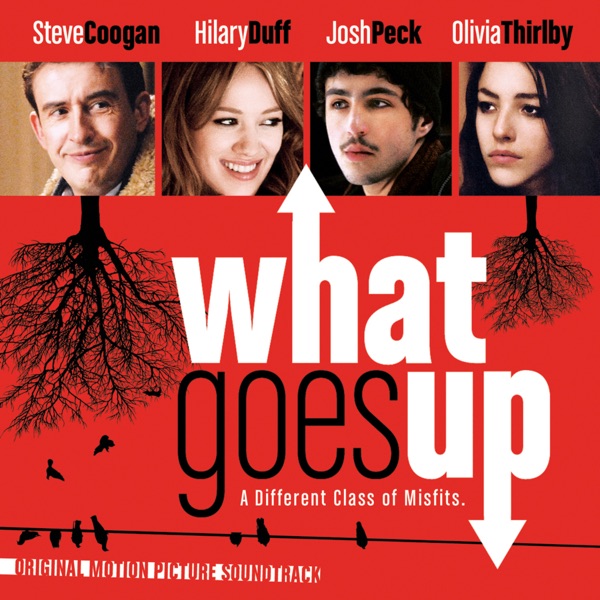 SteveCoogan HilaryDuff JoshPeck OliviaThirlby
what
goesup
A Different Class of Misfits.
ORIGINAL MOTION PICTURE SOUNDTRACK